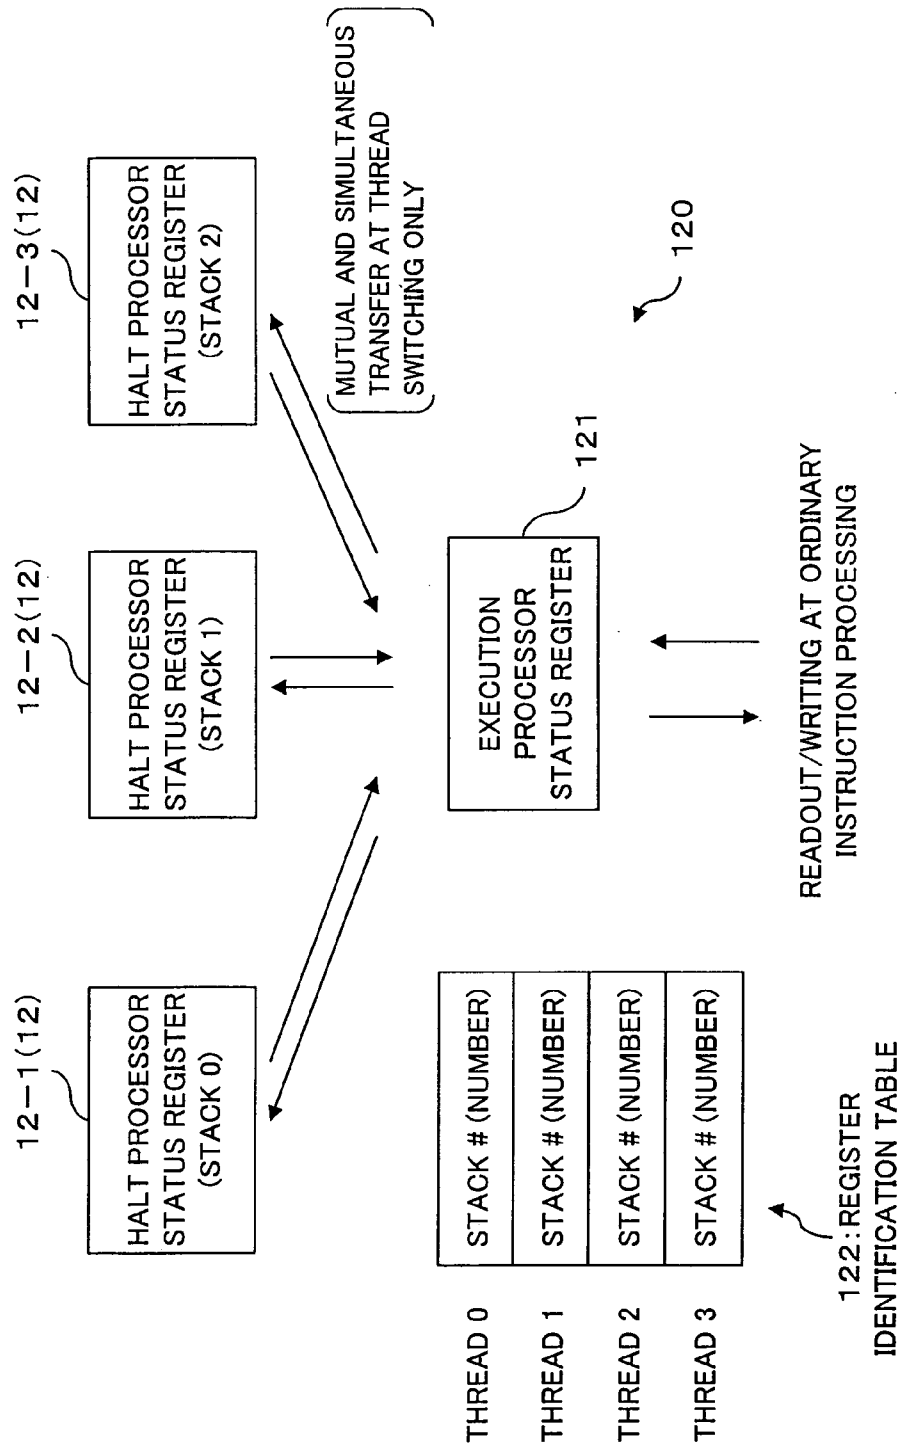 12-1(12)
HALT PROCESSOR
STATUS REGISTER
(STACK 0)
12-2(12)
HALT PROCESSOR
STATUS REGISTER
(STACK 1)
12-3(12)
HALT PROCESSOR
STATUS REGISTER
(STACK 2)
MUTUAL AND SIMULTANEOUS
TRANSFER AT THREAD
SWITCHING ONLY
THREAD 0 STACK # (NUMBER)
THREAD 1 STACK # (NUMBER)
THREAD 2 STACK # (NUMBER)
THREAD 3 STACK # (NUMBER)
122:REGISTER
IDENTIFICATION TABLE
EXECUTION
PROCESSOR
STATUS REGISTER
121
120
READOUT/WRITING AT ORDINARY
INSTRUCTION PROCESSING